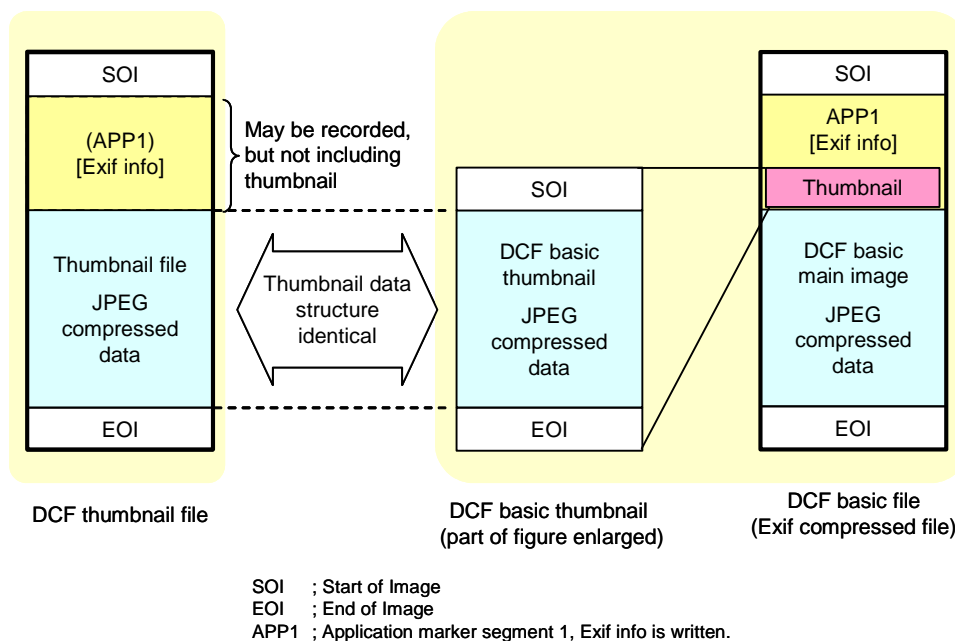 SOI
(APP1)
[Exif info]
Thumbnail file
JPEG
compressed
data
EOI
DCF thumbnail file
May be recorded,
but not including
thumbnail
Thumbnail data
structure
identical
SOI
DCF basic
thumbnail
JPEG
compressed
data
EOI
DCF basic thumbnail
(part of figure enlarged)
SOI
APP1
[Exif info]
Thumbnail
DCF basic
main image
JPEG
compressed
data
EOI
DCF basic file
(Exif compressed file)
SOI ; Start of Image
EOI ; End of Image
APP1 ; Application marker segment 1, Exif info is written.